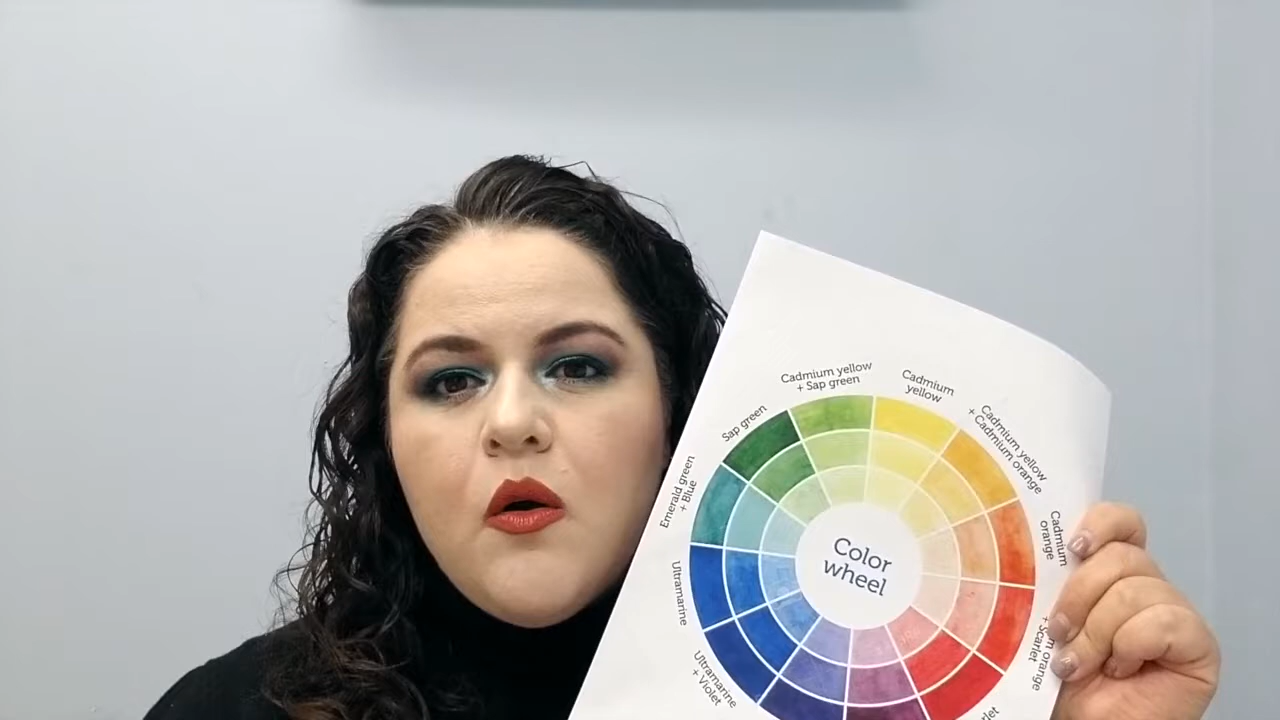 Cadmium yellow
+ Sap green
Cadmium
yellow
Cadmium yellow
+ Cadmium orange
Sap green
Emerald green
+ Blue
Cadmium
orange
Color
wheel
Ultramarine
orange
+ Scarlet
Ultramarine
+ Violet